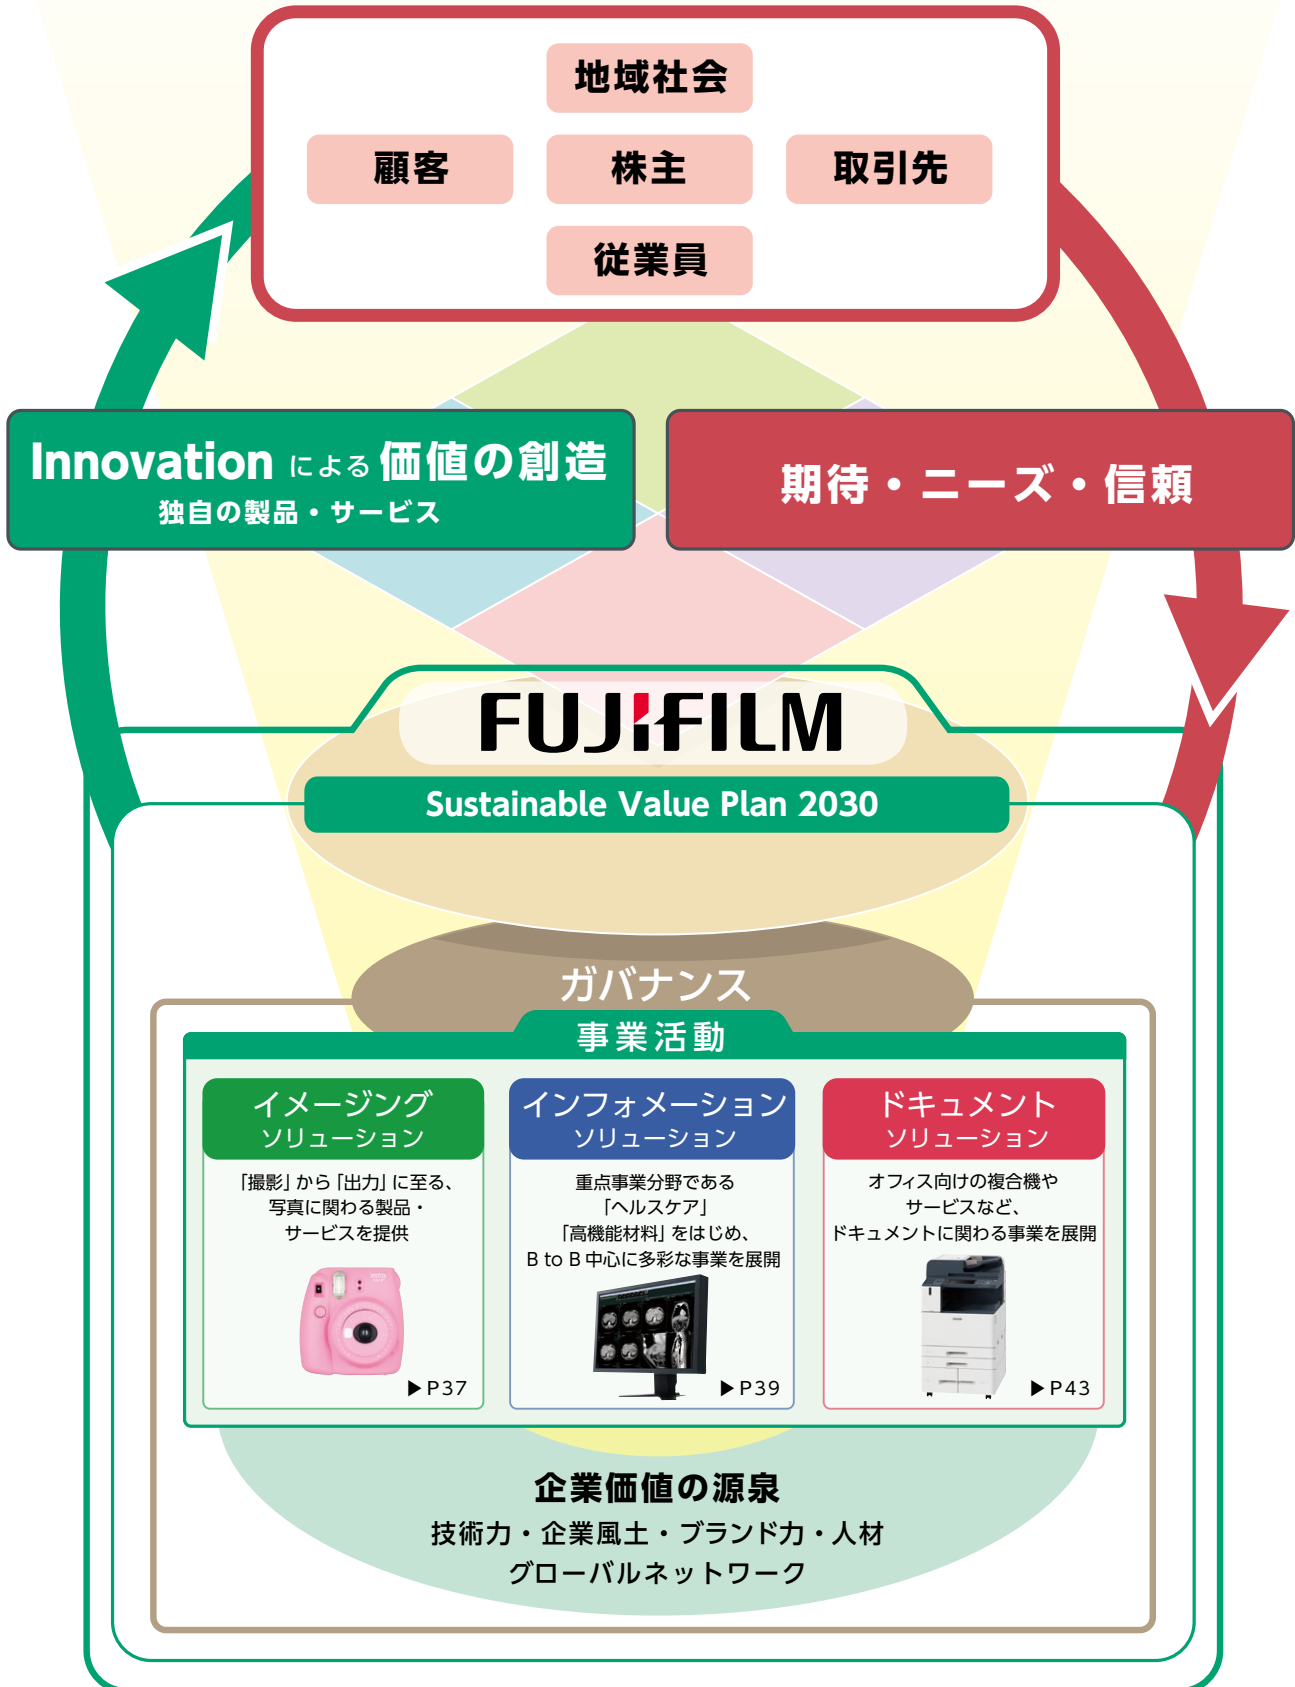 地域社会
顧客
株主
取引先
従業員
Innovation による 価値の創造
独自の製品・サービス
期待・ニーズ・信頼
FUJIFILM
Sustainable Value Plan 2030
ガバナンス
事業活動
イメージング
ソリューション
「撮影」から「出力」に至る、
写真に関わる製品・
サービスを提供
▶P37
インフォメーション
ソリューション
重点事業分野である
「ヘルスケア」
「高機能材料」をはじめ、
B to B 中心に多彩な事業を展開
▶P39
ドキュメント
ソリューション
オフィス向けの複合機や
サービスなど、
ドキュメントに関わる事業を展開
▶P43
企業価値の源泉
技術力・企業風土・ブランド力・人材
グローバルネットワーク